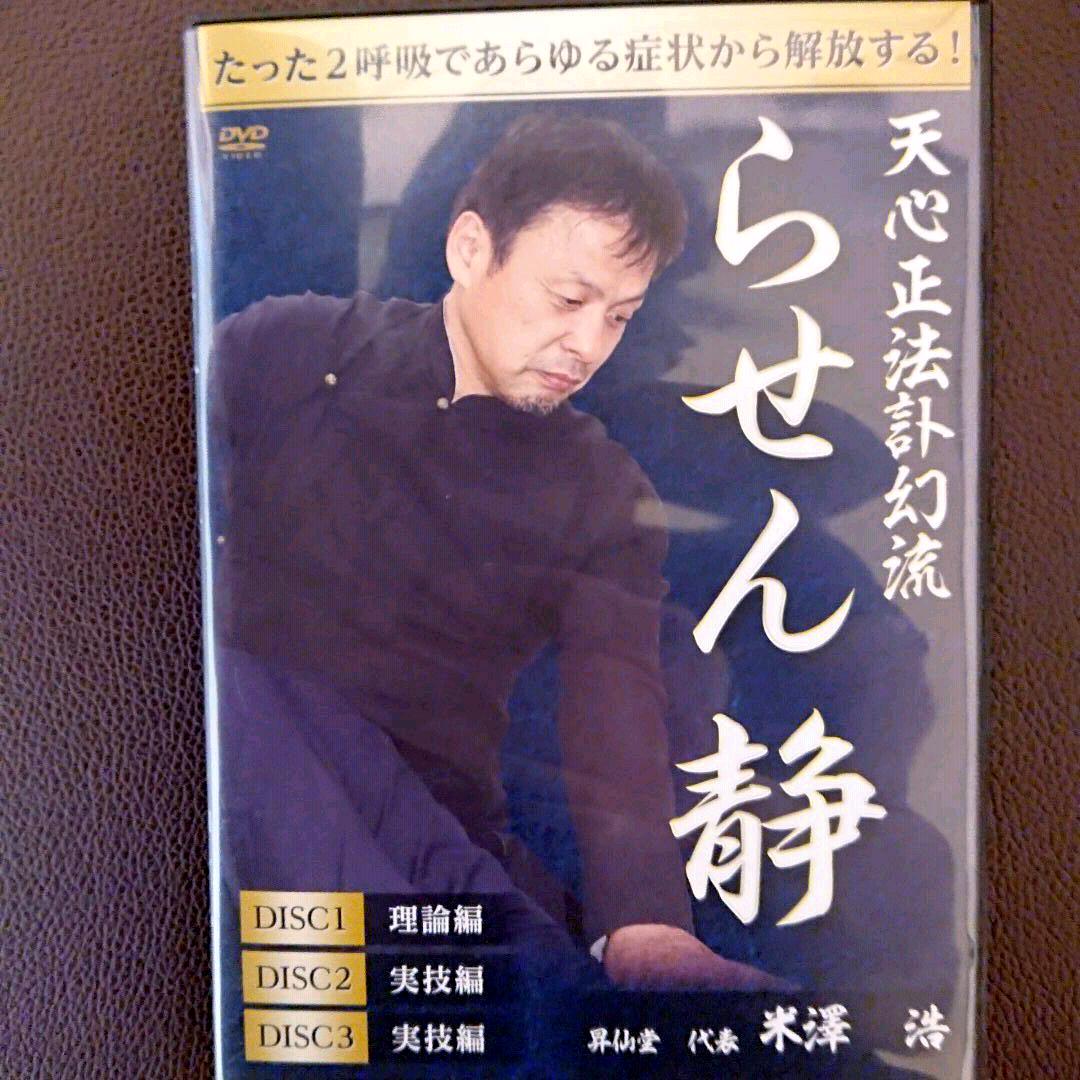 たった2呼吸であらゆる症状から解放する!
DVD
VIDEO
天心正法訃幻流
らせん 静
DISC1 理論編
DISC2 実技編
DISC3 実技編
昇仙堂 代表 米澤 浩